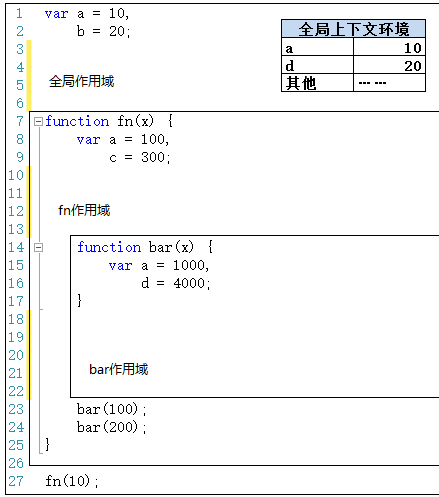 1 var a = 10,
2 b = 20;
全局上下文环境
3
a 10
4
d 20
5 全局作用域
其他 ... ...
6
7 function fn(x) {
8 var a = 100,
9 c = 300;
10
11
12 fn作用域
13
14 function bar(x) {
15 var a = 1000,
16 d = 4000;
17 }
18
19
20
21 bar作用域
22
23 bar(100);
24 bar(200);
25 }
26
27 fn(10);